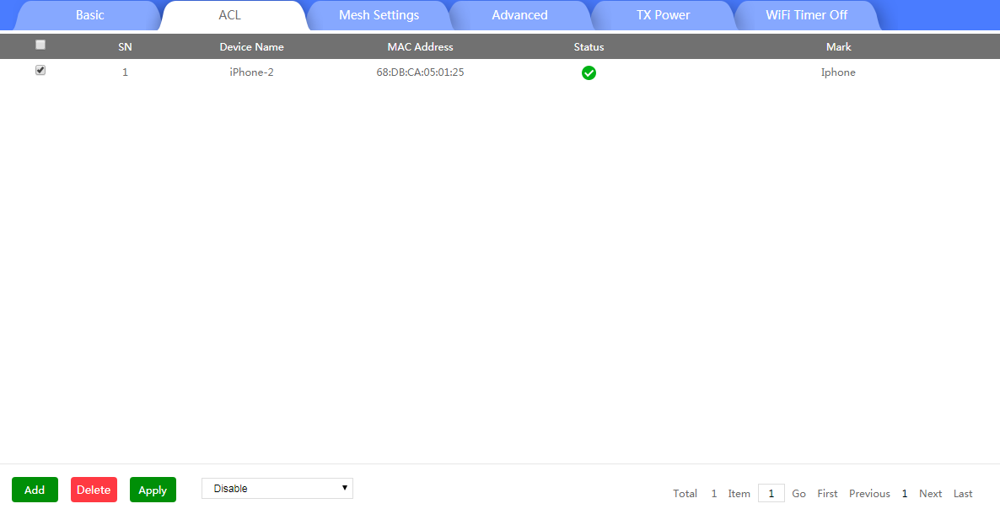 Basic ACL Mesh Settings Advanced TX Power WiFi Timer Off
SN Device Name MAC Address Status Mark
1 iPhone-2 68:DB:CA:05:01:25 Iphone
Add Delete Apply Disable Total 1 Item 1 Go First Previous 1 Next Last